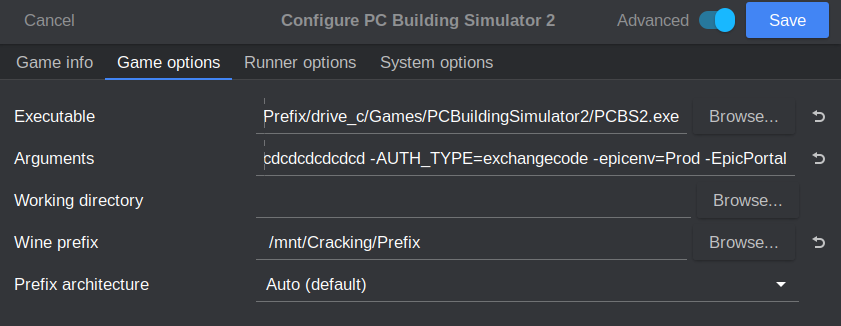 Cancel Configure PC Building Simulator 2 Advanced Save
Game info Game options Runner options System options
Executable Prefix/drive_c/Games/PCBuildingSimulator2/PCBS2.exe Browse...
Arguments cdcdcdcdcdcd -AUTH_TYPE=exchangecode -epicenv=Prod -EpicPortal
Working directory Browse...
Wine prefix /mnt/Cracking/Prefix Browse...
Prefix architecture Auto (default)